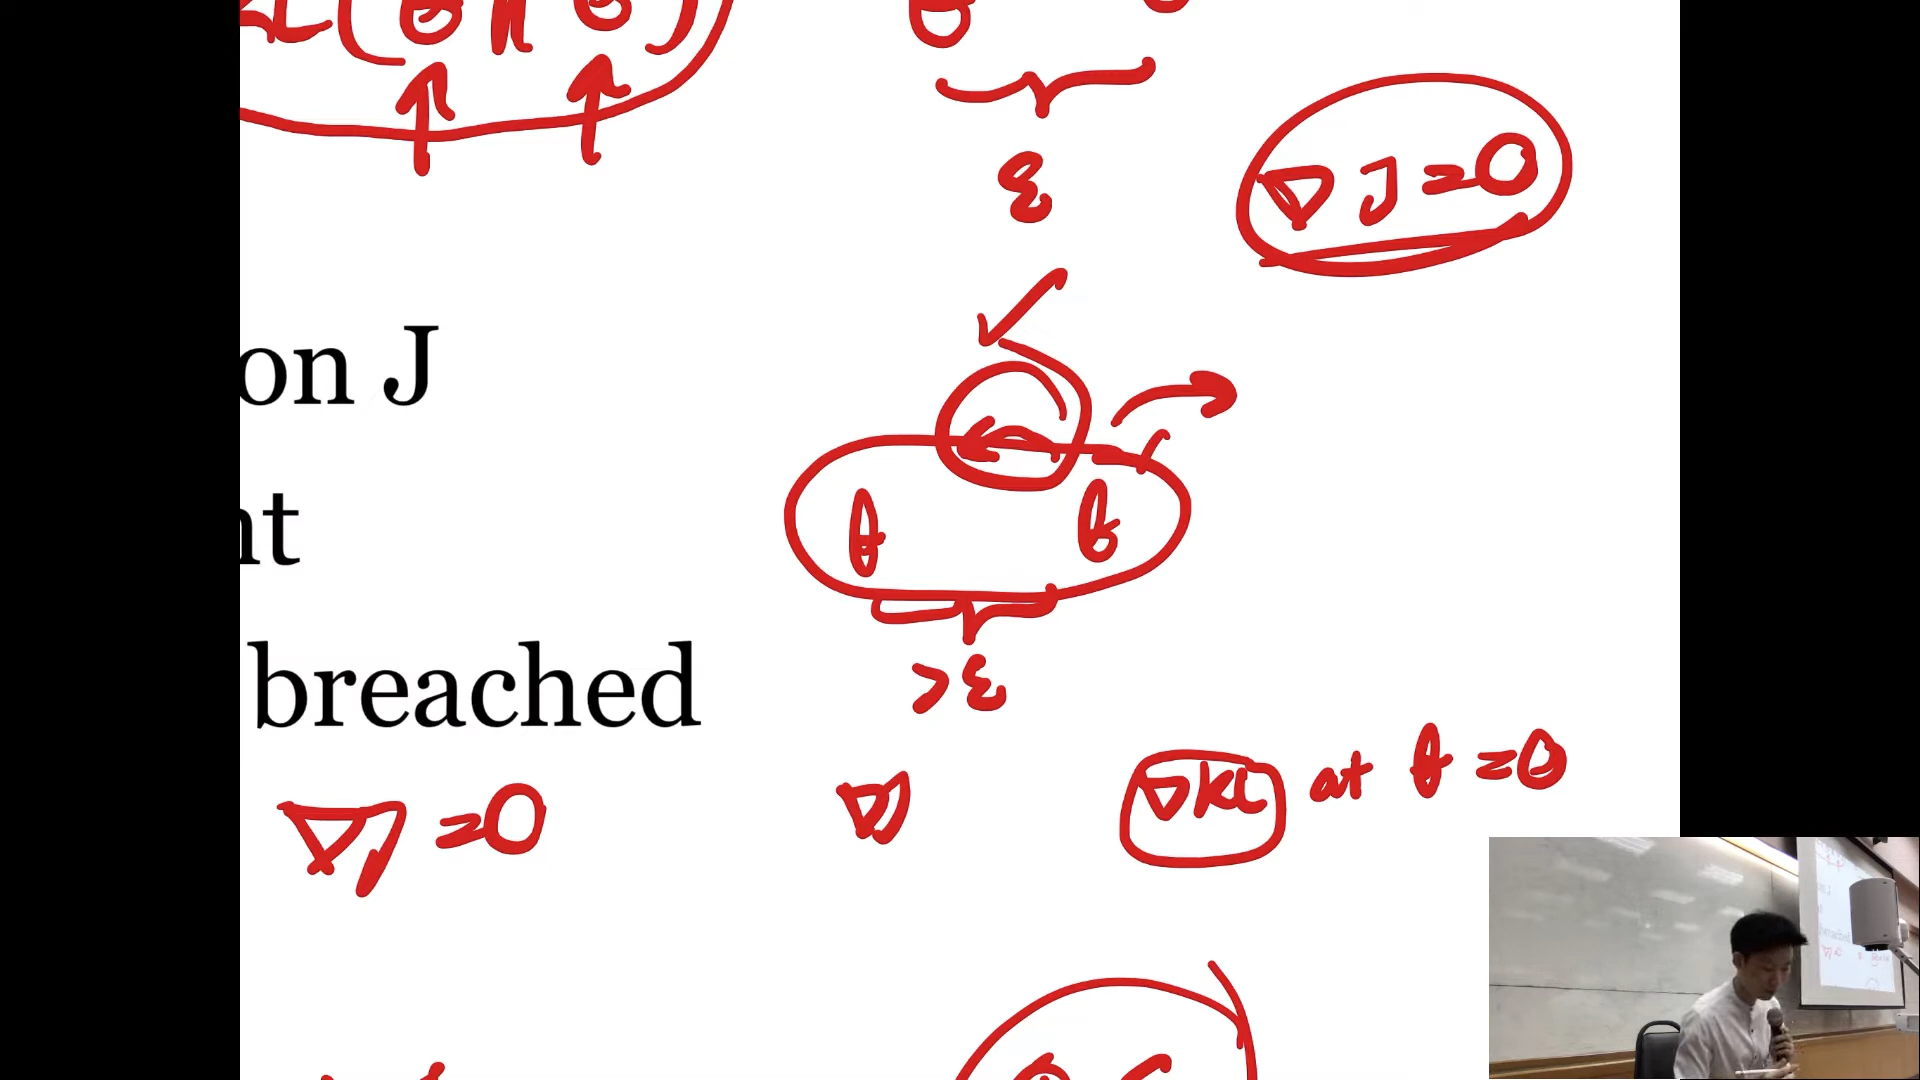 ε
∇J=0
on J
nt
θ θ
>ε
breached
∇J =0 ∇J ∇KL at θ =θ